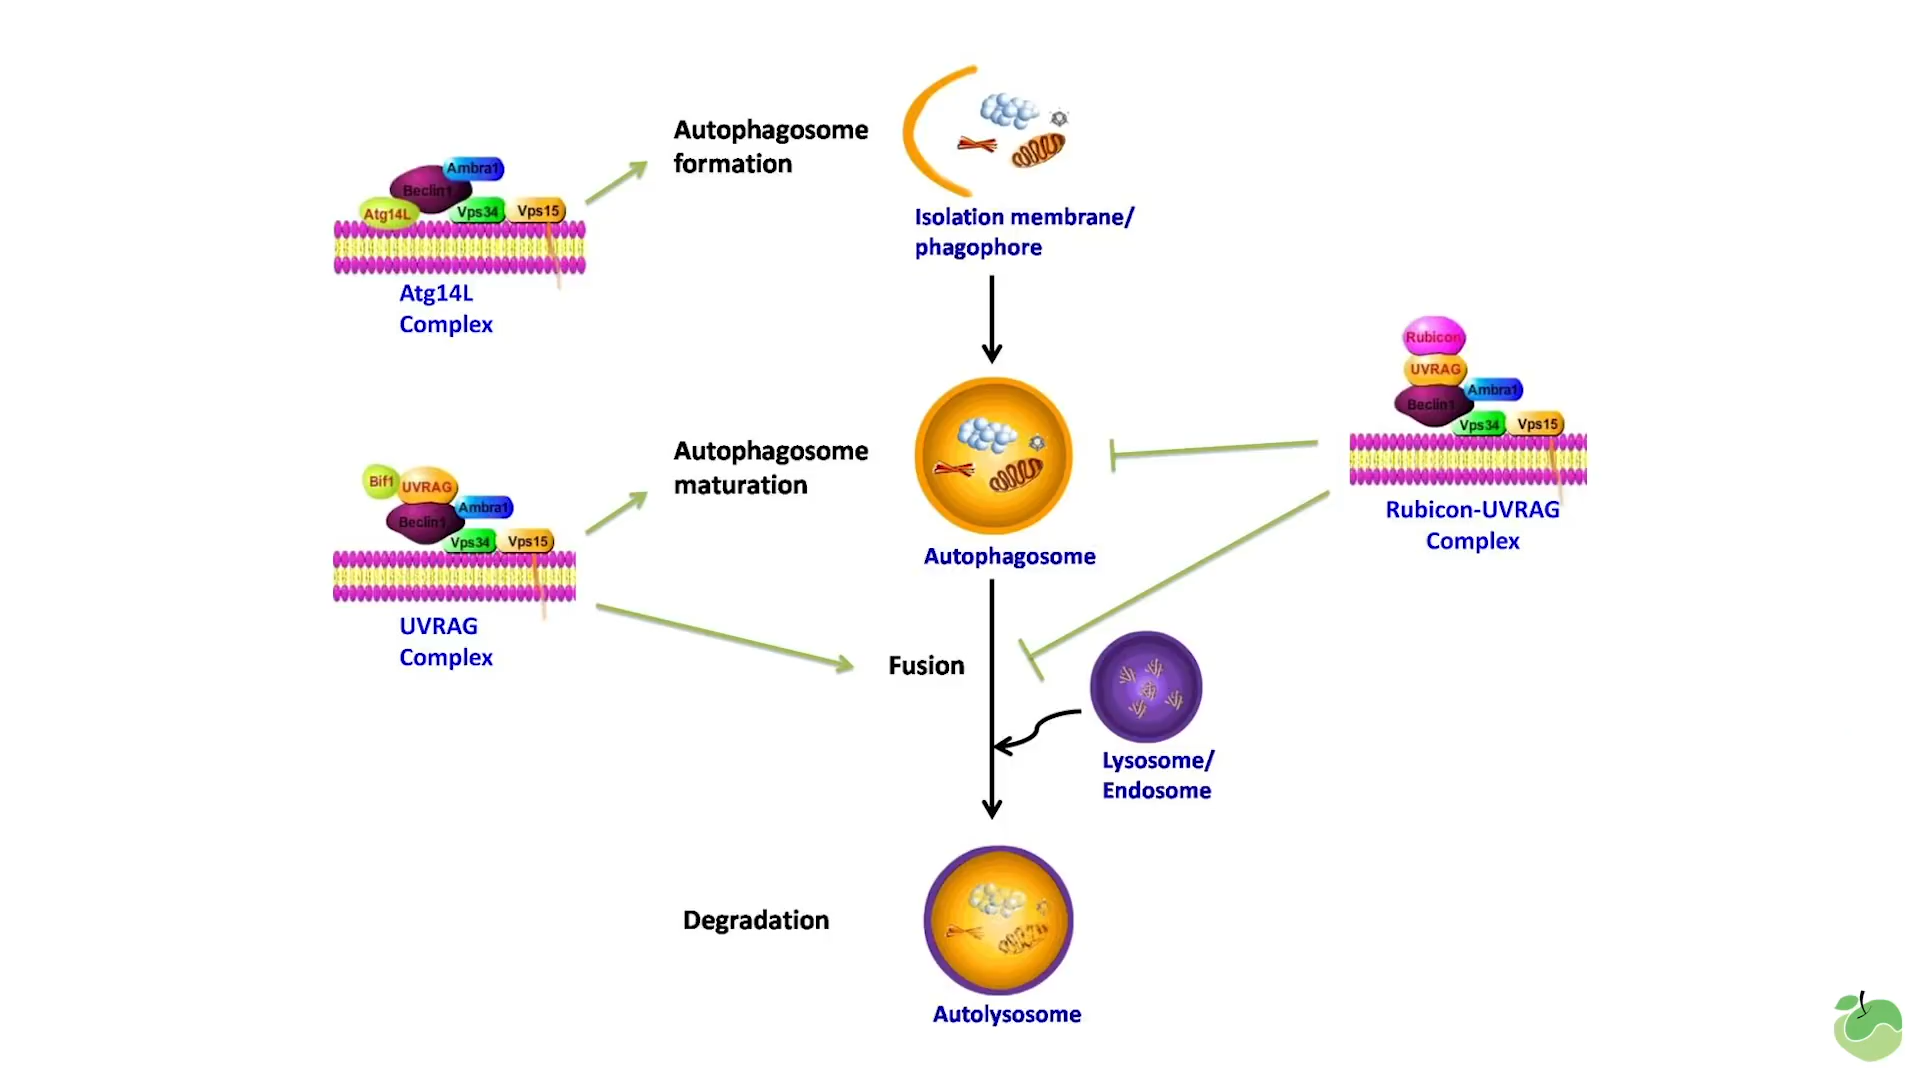 Autophagosome
formation
Ambra1
Beclin1
Atg14L
Vps34
Vps15
Atg14L
Complex
Isolation membrane/
phagophore
Rubicon
UVRAG
Ambra1
Beclin1
Vps34
Vps15
Rubicon-UVRAG
Complex
Autophagosome
maturation
Bif1
UVRAG
Ambra1
Beclin1
Vps34
Vps15
UVRAG
Complex
Autophagosome
Fusion
Lysosome/
Endosome
Degradation
Autolysosome